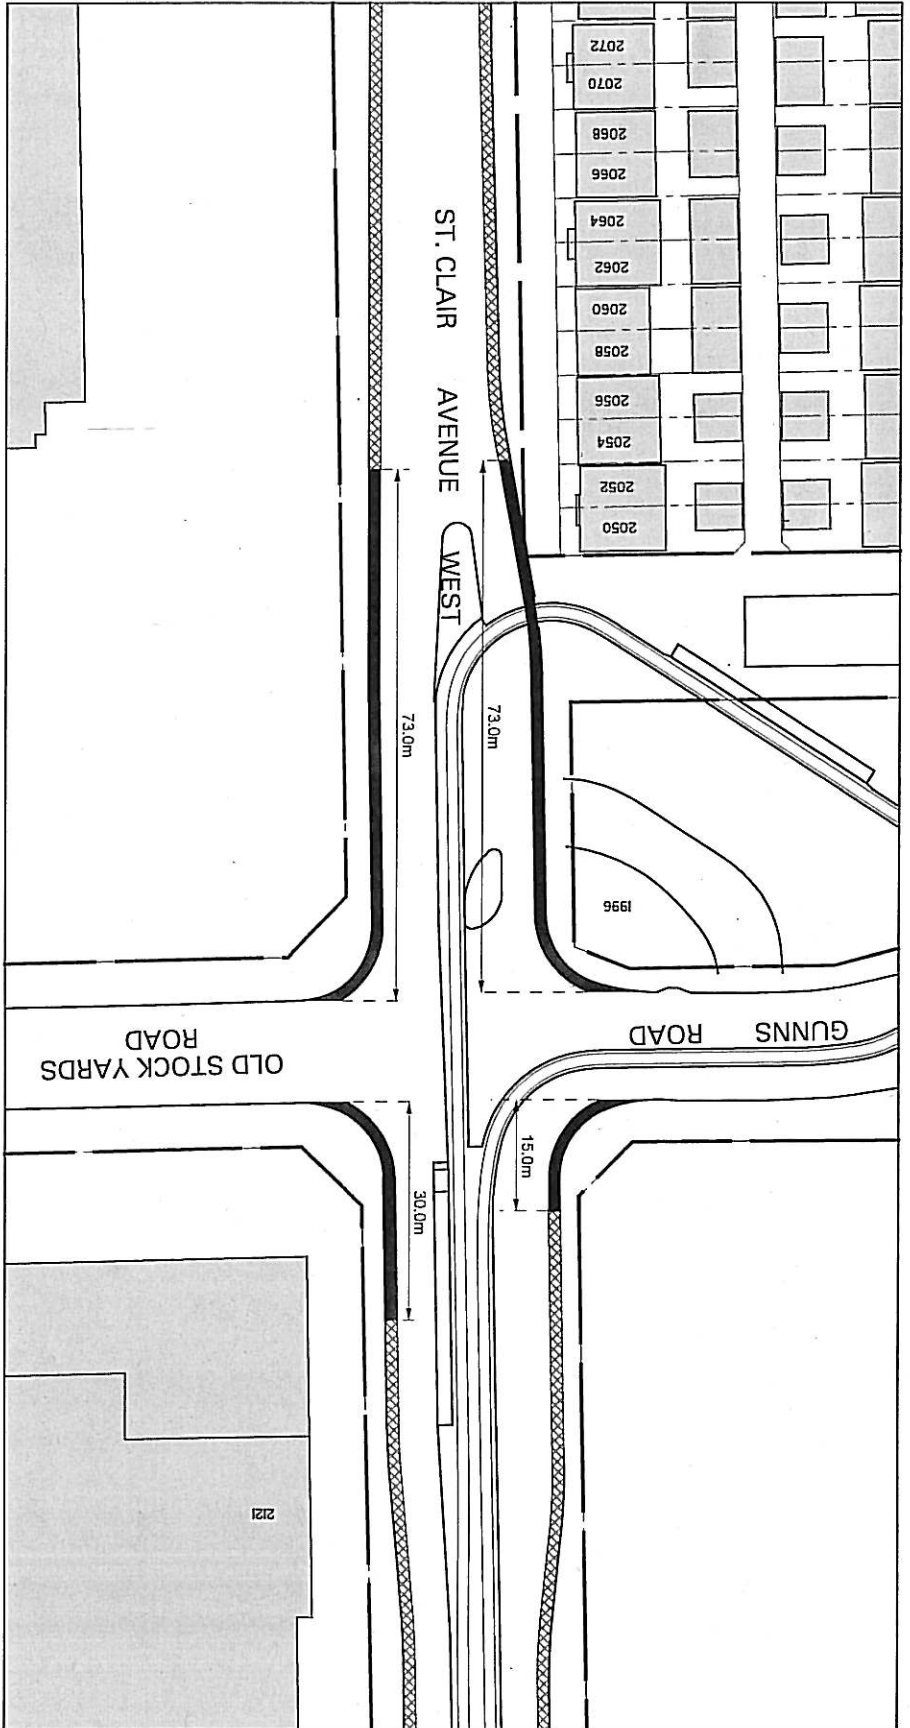 2072
2070
2068
2066
2064
2062
2060
2058
2056
2054
2052
2050
ST. CLAIR AVENUE WEST
73.0m
73.0m
1996
GUNNS ROAD
OLD STOCK YARDS
ROAD
15.0m
30.0m
2121